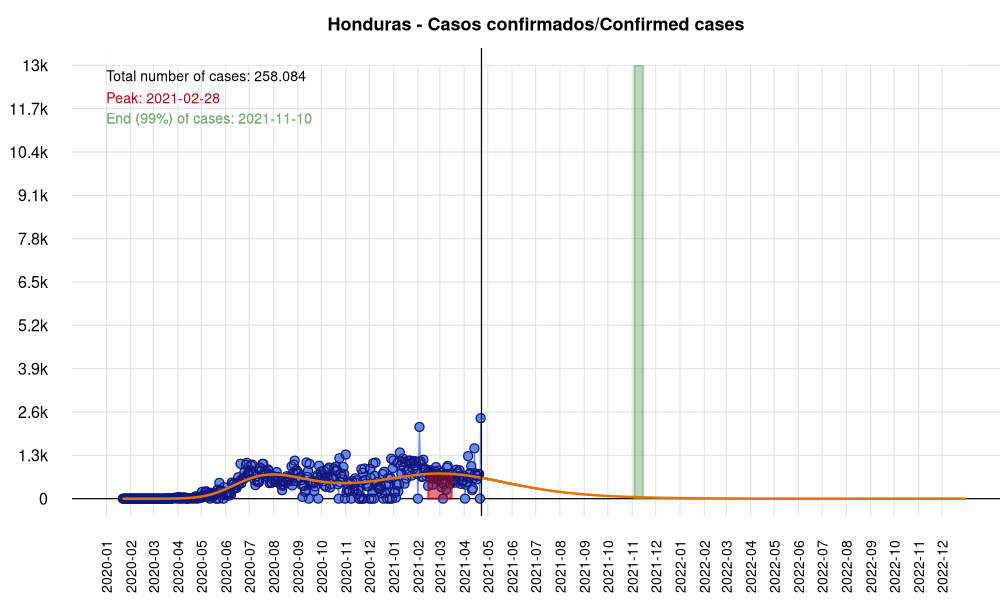 Honduras - Casos confirmados/Confirmed cases
13k
11.7k
10.4k
9.1k
7.8k
6.5k
5.2k
3.9k
2.6k
1.3k
0
Total number of cases: 258.084
Peak: 2021-02-28
End (99%) of cases: 2021-11-10
2020-01
2020-02
2020-03
2020-04
2020-05
2020-06
2020-07
2020-08
2020-09
2020-10
2020-11
2020-12
2021-01
2021-02
2021-03
2021-04
2021-05
2021-06
2021-07
2021-08
2021-09
2021-10
2021-11
2021-12
2022-01
2022-02
2022-03
2022-04
2022-05
2022-06
2022-07
2022-08
2022-09
2022-10
2022-11
2022-12